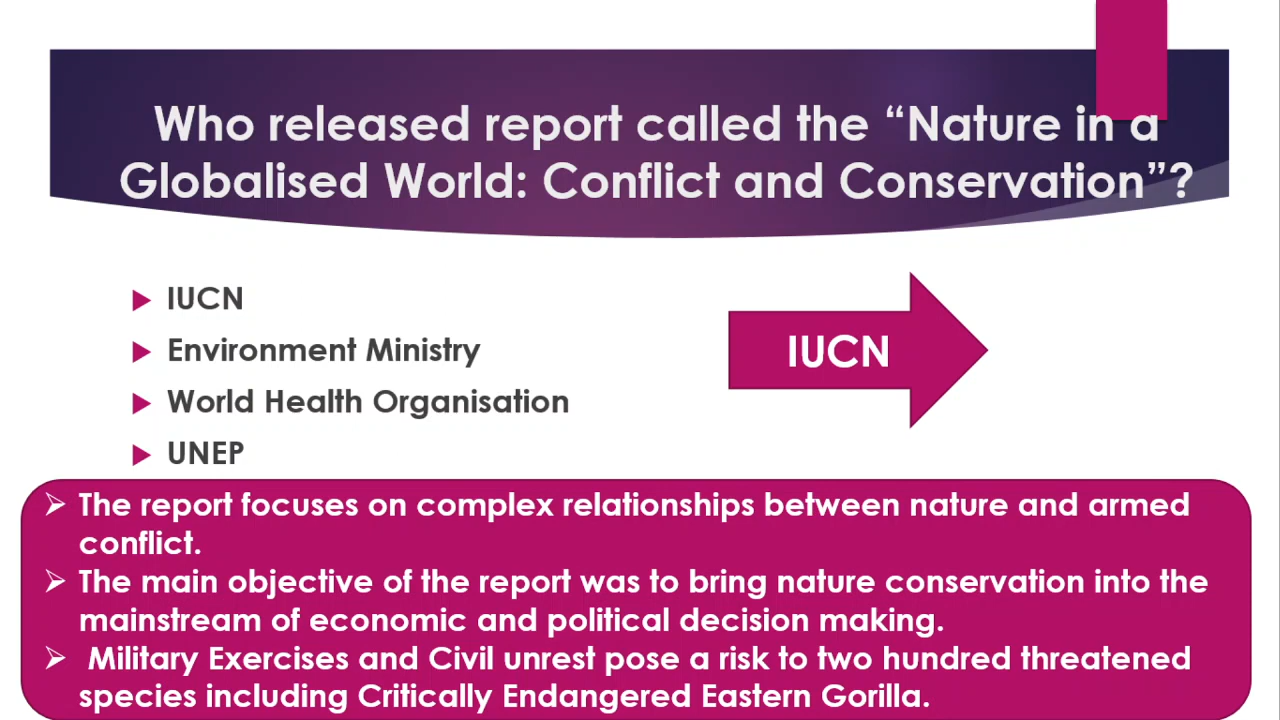 Who released report called the “Nature in a
Globalised World: Conflict and Conservation”?
IUCN
Environment Ministry
World Health Organisation
UNEP
IUCN
The report focuses on complex relationships between nature and armed
conflict.
The main objective of the report was to bring nature conservation into the
mainstream of economic and political decision making.
Military Exercises and Civil unrest pose a risk to two hundred threatened
species including Critically Endangered Eastern Gorilla.